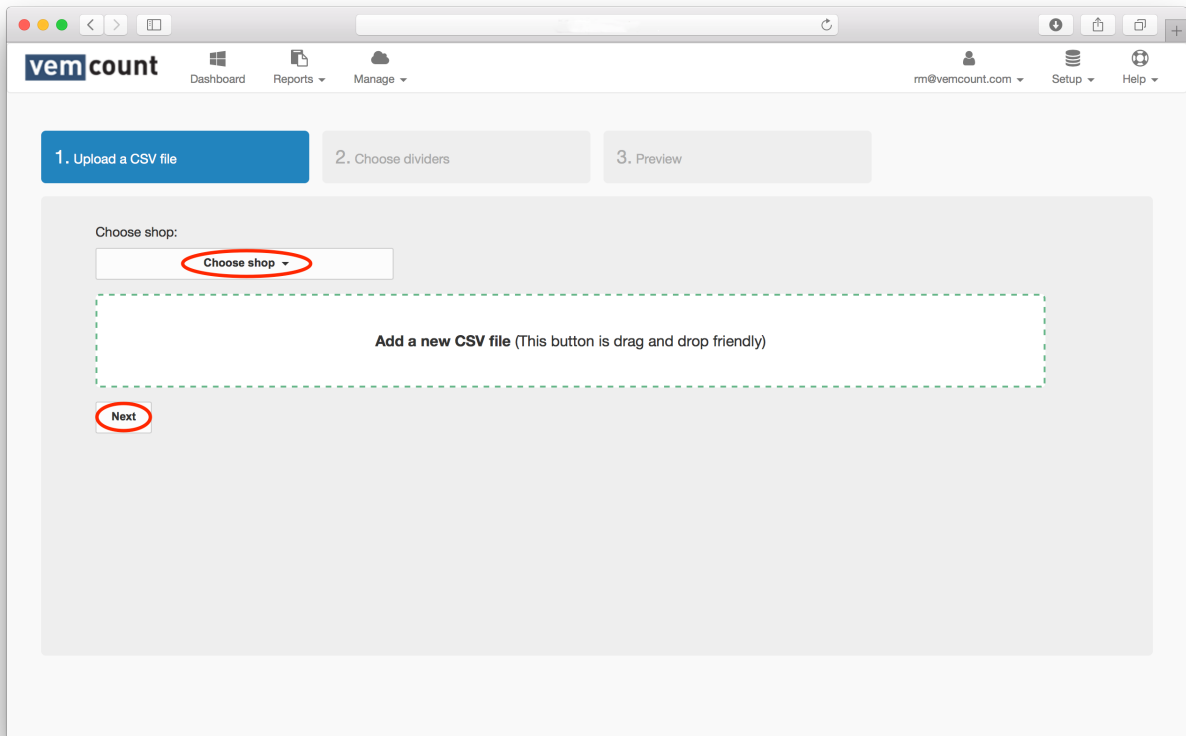 vemcount
Dashboard
Reports
Manage
rm@vemcount.com
Setup
Help
1. Upload a CSV file
2. Choose dividers
3. Preview
Choose shop:
Choose shop
Add a new CSV file (This button is drag and drop friendly)
Next